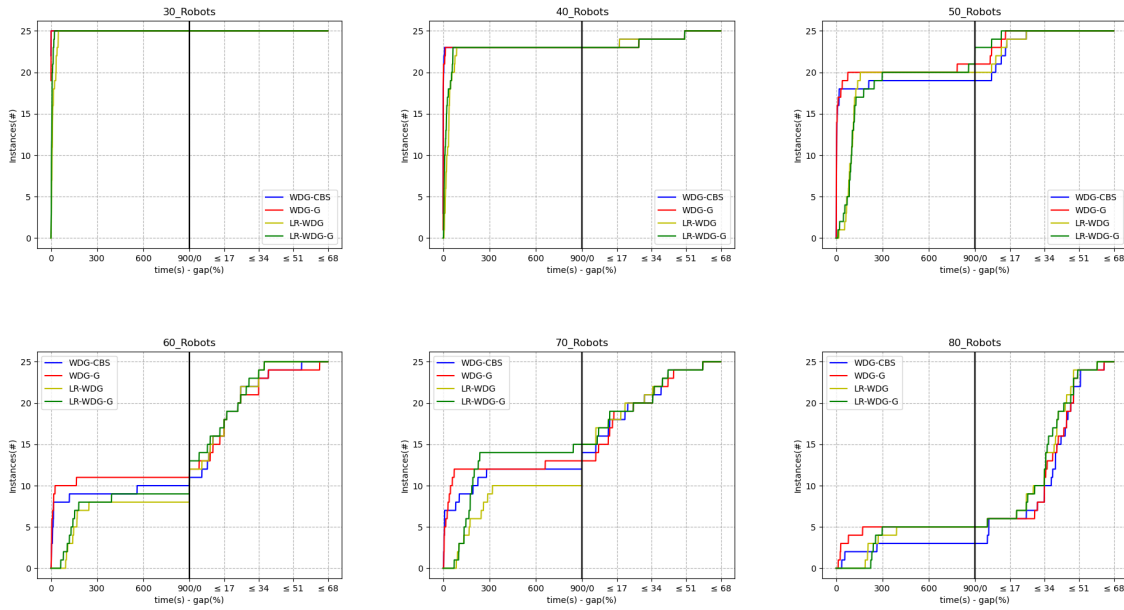 30_Robots
Instances(#)
25
20
15
10
5
0
WDG-CBS
WDG-G
LR-WDG
LR-WDG-G
0 300 600 900/0 ≤ 17 ≤ 34 ≤ 51 ≤ 68
time(s) - gap(%)
40_Robots
Instances(#)
25
20
15
10
5
0
WDG-CBS
WDG-G
LR-WDG
LR-WDG-G
0 300 600 900/0 ≤ 17 ≤ 34 ≤ 51 ≤ 68
time(s) - gap(%)
50_Robots
Instances(#)
25
20
15
10
5
0
WDG-CBS
WDG-G
LR-WDG
LR-WDG-G
0 300 600 900/0 ≤ 17 ≤ 34 ≤ 51 ≤ 68
time(s) - gap(%)
60_Robots
Instances(#)
25
20
15
10
5
0
WDG-CBS
WDG-G
LR-WDG
LR-WDG-G
0 300 600 900/0 ≤ 17 ≤ 34 ≤ 51 ≤ 68
time(s) - gap(%)
70_Robots
Instances(#)
25
20
15
10
5
0
WDG-CBS
WDG-G
LR-WDG
LR-WDG-G
0 300 600 900/0 ≤ 17 ≤ 34 ≤ 51 ≤ 68
time(s) - gap(%)
80_Robots
Instances(#)
25
20
15
10
5
0
WDG-CBS
WDG-G
LR-WDG
LR-WDG-G
0 300 600 900/0 ≤ 17 ≤ 34 ≤ 51 ≤ 68
time(s) - gap(%)